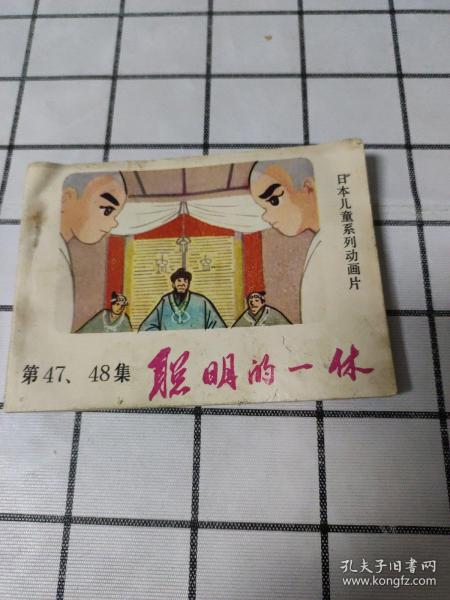 日本儿童系列动画片
第47、48集
聪明的一休
孔夫子旧书网
www.kongfz.com